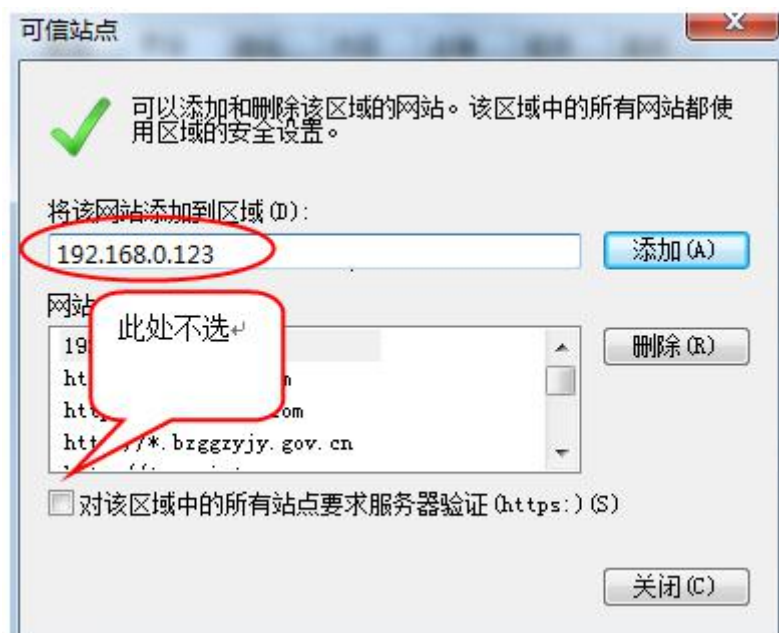 可信站点
可以添加和删除该区域的网站。该区域中的所有网站都使
用区域的安全设置。
将该网站添加到区域(D):
192.168.0.123
添加(A)
网站
此处不选
删除(R)
*.bzggzyjy.gov.cn
对该区域中的所有站点要求服务器验证(https:)(S)
关闭(C)